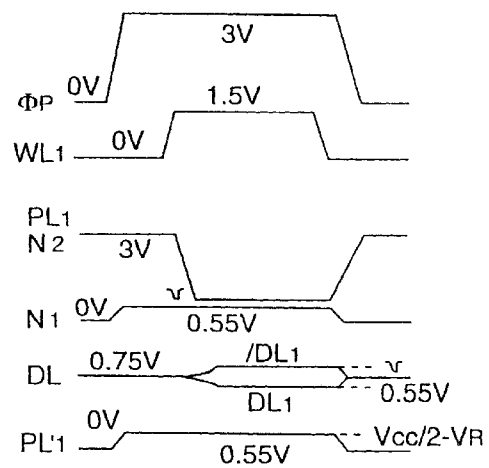 3V
ΦP 0V
1.5V
WL1 0V
PL1
N2 3V
N1 0V 0.55V
DL 0.75V /DL1
DL1 0.55V
PL'1 0V 0.55V Vcc/2-VR